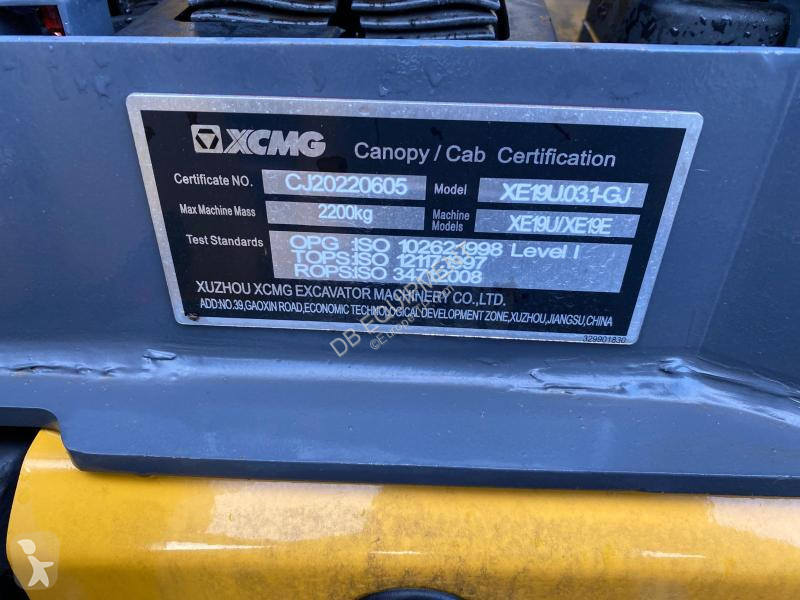 XCMG Canopy / Cab Certification
Certificate NO. CJ20220605 Model XE19U.03.1-GJ
Max Machine Mass 2200kg Machine Models XE19U/XE19E
Test Standards OPG :ISO 10262:1998 Level I
TOPS:ISO 12117:1997
ROPS:ISO 3471:2008
XUZHOU XCMG EXCAVATOR MACHINERY CO.,LTD.
ADD:NO.39,GAOXIN ROAD,ECONOMIC TECHNOLOGICAL DEVELOPMENT ZONE,XUZHOU,JIANGSU,CHINA
329901830
DB EQUIPMENT